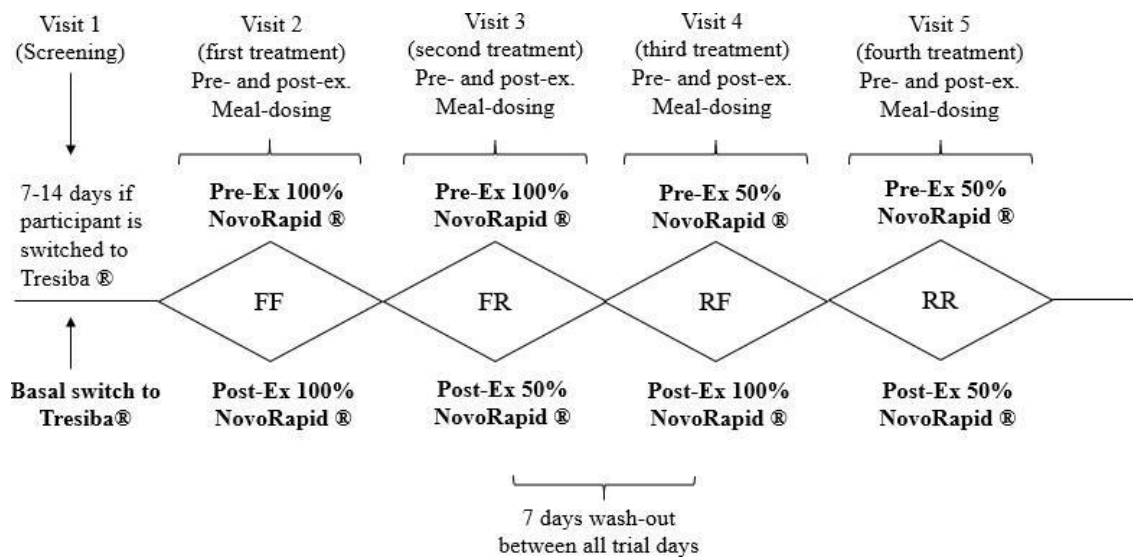 Visit 1
(Screening)
Visit 2
(first treatment)
Pre- and post-ex.
Meal-dosing
Visit 3
(second treatment)
Pre- and post-ex.
Meal-dosing
Visit 4
(third treatment)
Pre- and post-ex.
Meal-dosing
Visit 5
(fourth treatment)
Pre- and post-ex.
Meal-dosing
7-14 days if
participant is
switched to
Tresiba ®
Pre-Ex 100%
NovoRapid ®
Pre-Ex 100%
NovoRapid ®
Pre-Ex 50%
NovoRapid ®
Pre-Ex 50%
NovoRapid ®
FF
FR
RF
RR
Basal switch to
Tresiba®
Post-Ex 100%
NovoRapid ®
Post-Ex 50%
NovoRapid ®
Post-Ex 100%
NovoRapid ®
Post-Ex 50%
NovoRapid ®
7 days wash-out
between all trial days